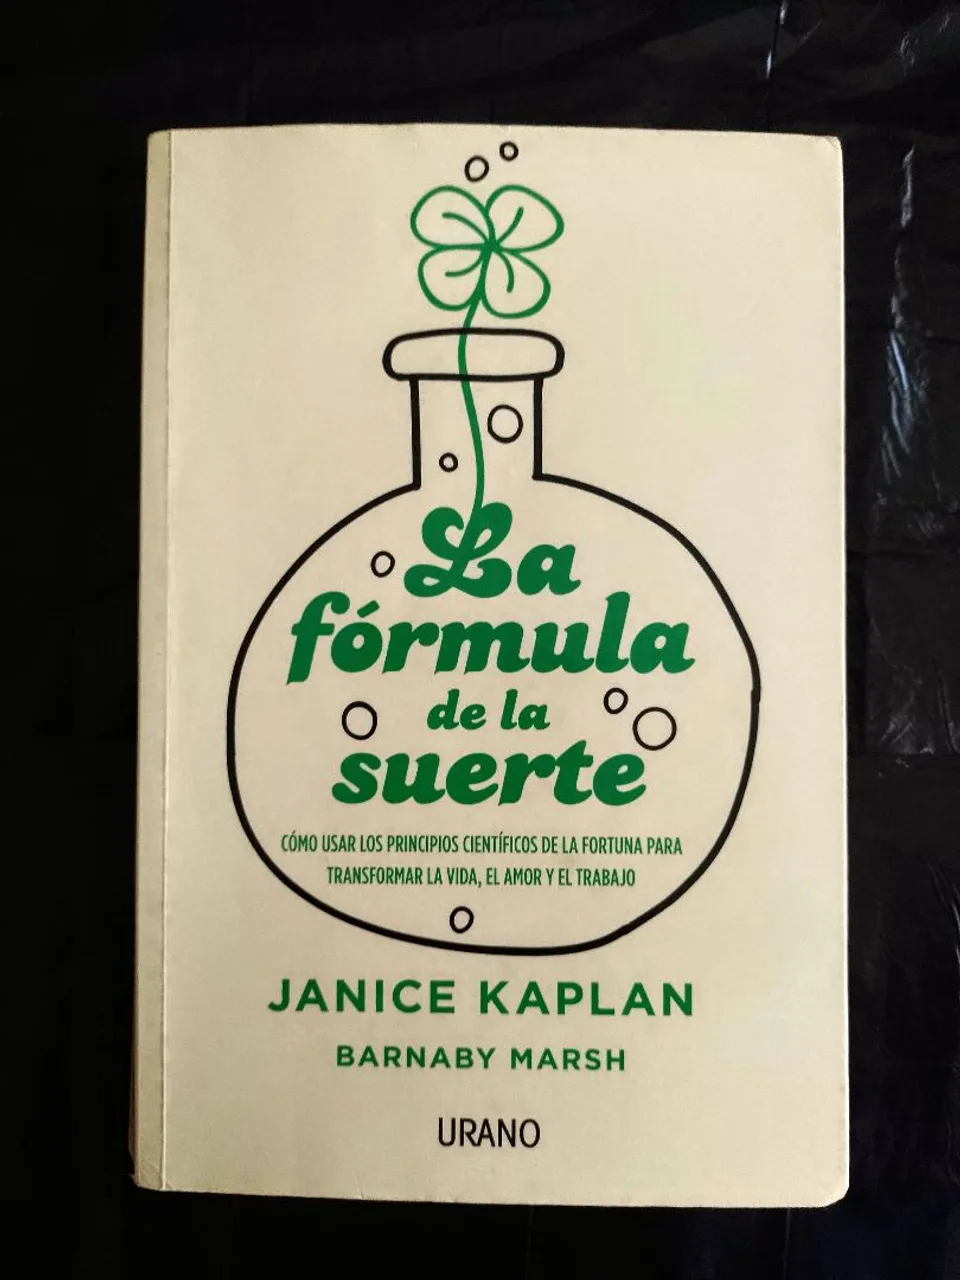 La
fórmula
de la
suerte
CÓMO USAR LOS PRINCIPIOS CIENTÍFICOS DE LA FORTUNA PARA
TRANSFORMAR LA VIDA, EL AMOR Y EL TRABAJO
JANICE KAPLAN
BARNABY MARSH
URANO